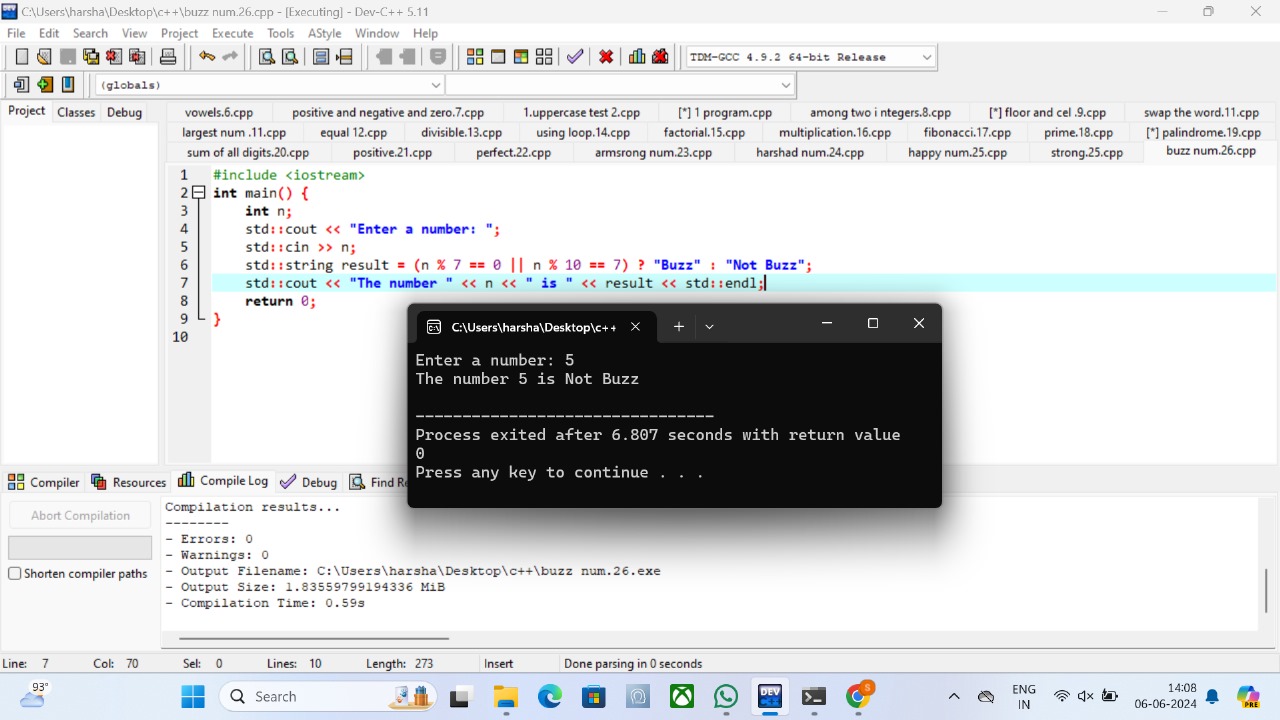 C:\Users\harsha\Desktop\c++\buzz num.26.cpp - [Executing] - Dev-C++ 5.11
File Edit Search View Project Execute Tools AStyle Window Help
TDM-GCC 4.9.2 64-bit Release
(globals)
Project Classes Debug
vowels.6.cpp positive and negative and zero.7.cpp 1.uppercase test 2.cpp [*] 1 program.cpp among two i ntegers.8.cpp [*] floor and cel .9.cpp swap the word.11.cpp
largest num .11.cpp equal 12.cpp divisible.13.cpp using loop.14.cpp factorial.15.cpp multiplication.16.cpp fibonacci.17.cpp prime.18.cpp [*] palindrome.19.cpp
sum of all digits.20.cpp positive.21.cpp perfect.22.cpp armsrong num.23.cpp harshad num.24.cpp happy num.25.cpp strong.25.cpp buzz num.26.cpp
1 #include <iostream>
2 int main() {
3 int n;
4 std::cout << "Enter a number: ";
5 std::cin >> n;
6 std::string result = (n % 7 == 0 || n % 10 == 7) ? "Buzz" : "Not Buzz";
7 std::cout << "The number " << n << " is " << result << std::endl;
8 return 0;
9 }
10
C:\Users\harsha\Desktop\c++
Enter a number: 5
The number 5 is Not Buzz
--------------------------------
Process exited after 6.807 seconds with return value
0
Press any key to continue . . .
Compiler Resources Compile Log Debug Find Re
Abort Compilation
Shorten compiler paths
Compilation results...
--------
- Errors: 0
- Warnings: 0
- Output Filename: C:\Users\harsha\Desktop\c++\buzz num.26.exe
- Output Size: 1.83559799194336 MiB
- Compilation Time: 0.59s
Line: 7 Col: 70 Sel: 0 Lines: 10 Length: 273 Insert Done parsing in 0 seconds
93°
Search
DEV
S
ENG
IN
14:08
06-06-2024
PRE